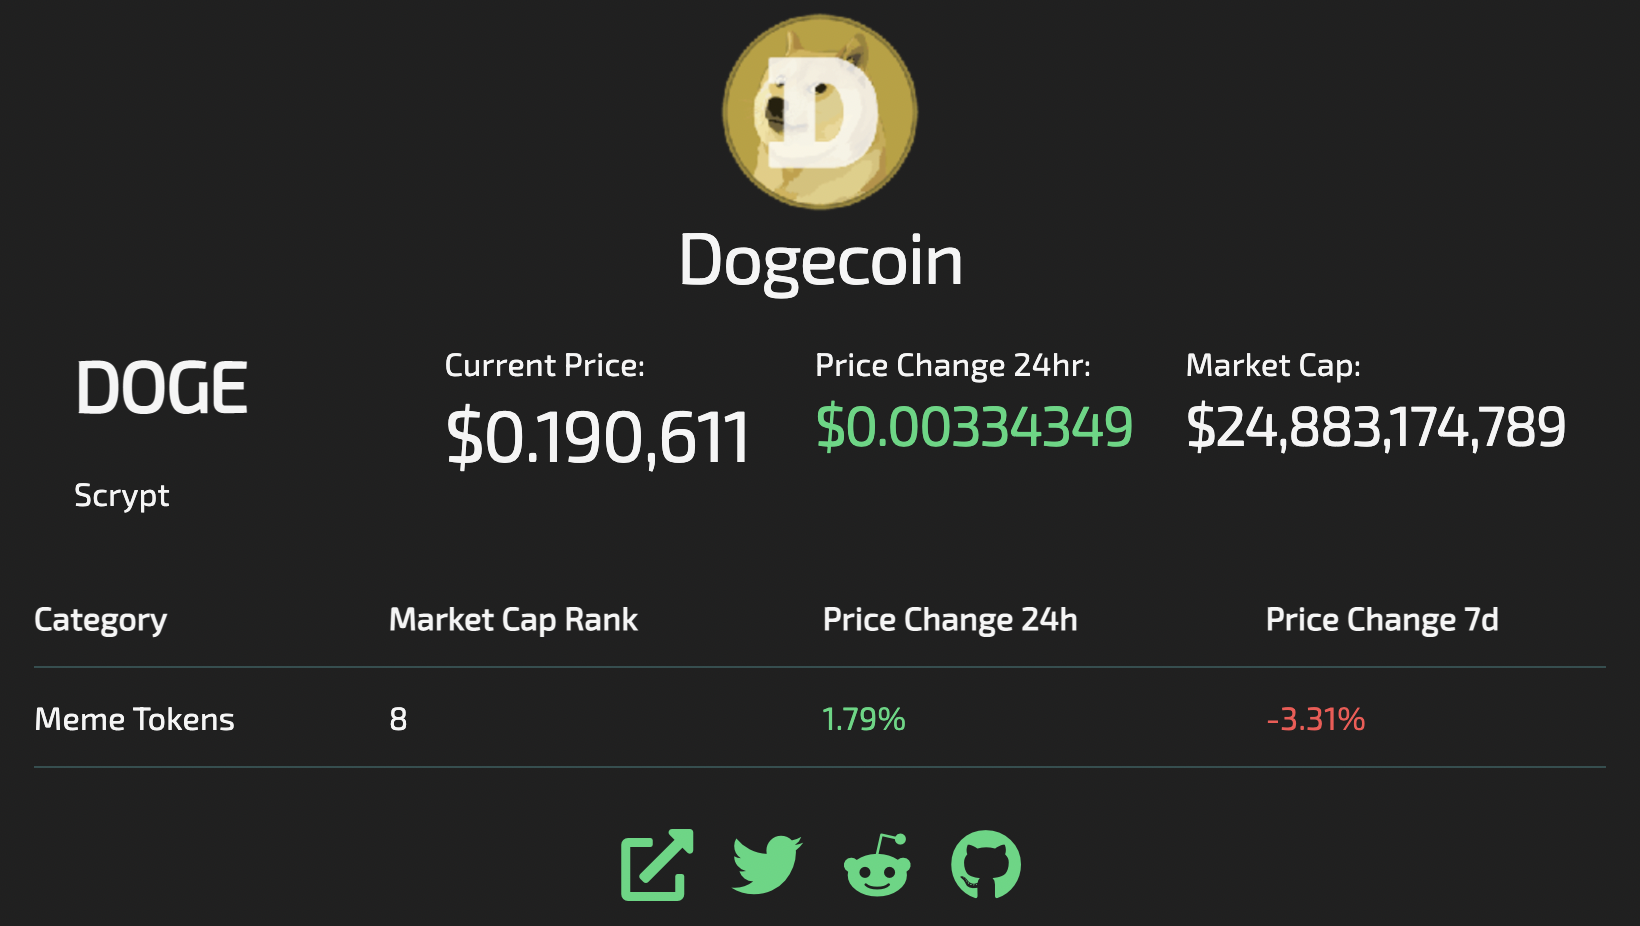 D
Dogecoin
DOGE
Scrypt
Current Price:
$0.190,611
Price Change 24hr:
$0.00334349
Market Cap:
$24,883,174,789
Category Market Cap Rank Price Change 24h Price Change 7d
Meme Tokens 8 1.79% -3.31%